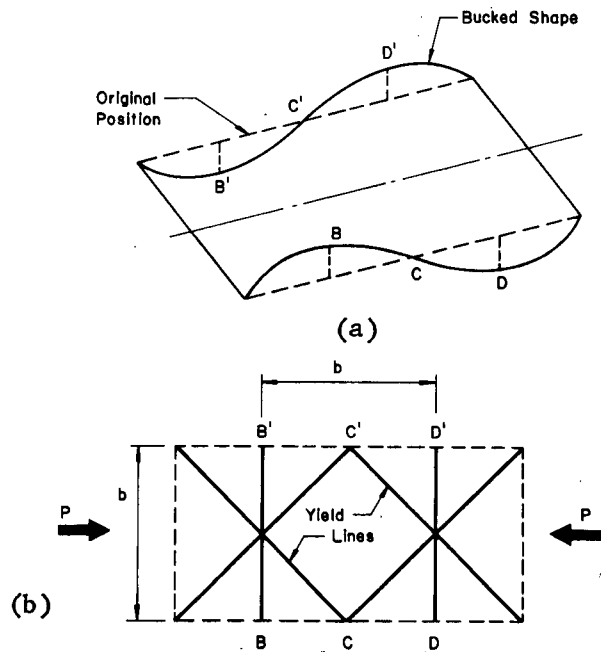 Bucked Shape
D'
Original
Position
C'
B'
B
C
D
(a)
b
B'
C'
D'
b
P
P
Yield
Lines
(b)
B
C
D